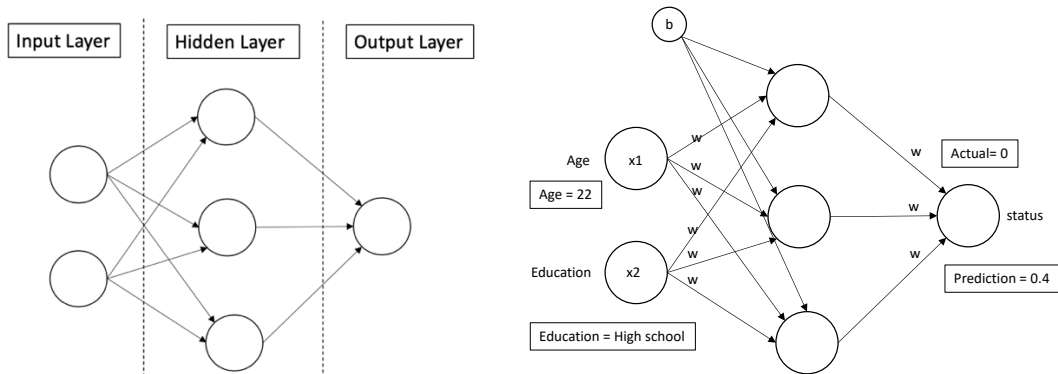 Input Layer
Hidden Layer
Output Layer
b
w
Age
x1
w
w
Age = 22
w
Actual= 0
w
status
w
w
Education
x2
w
w
w
Prediction = 0.4
Education = High school